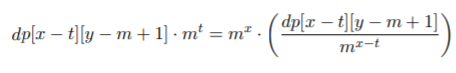 dp[x − t][y − m + 1] · m^t = m^x · ( dp[x − t][y − m + 1] / m^{x−t} )